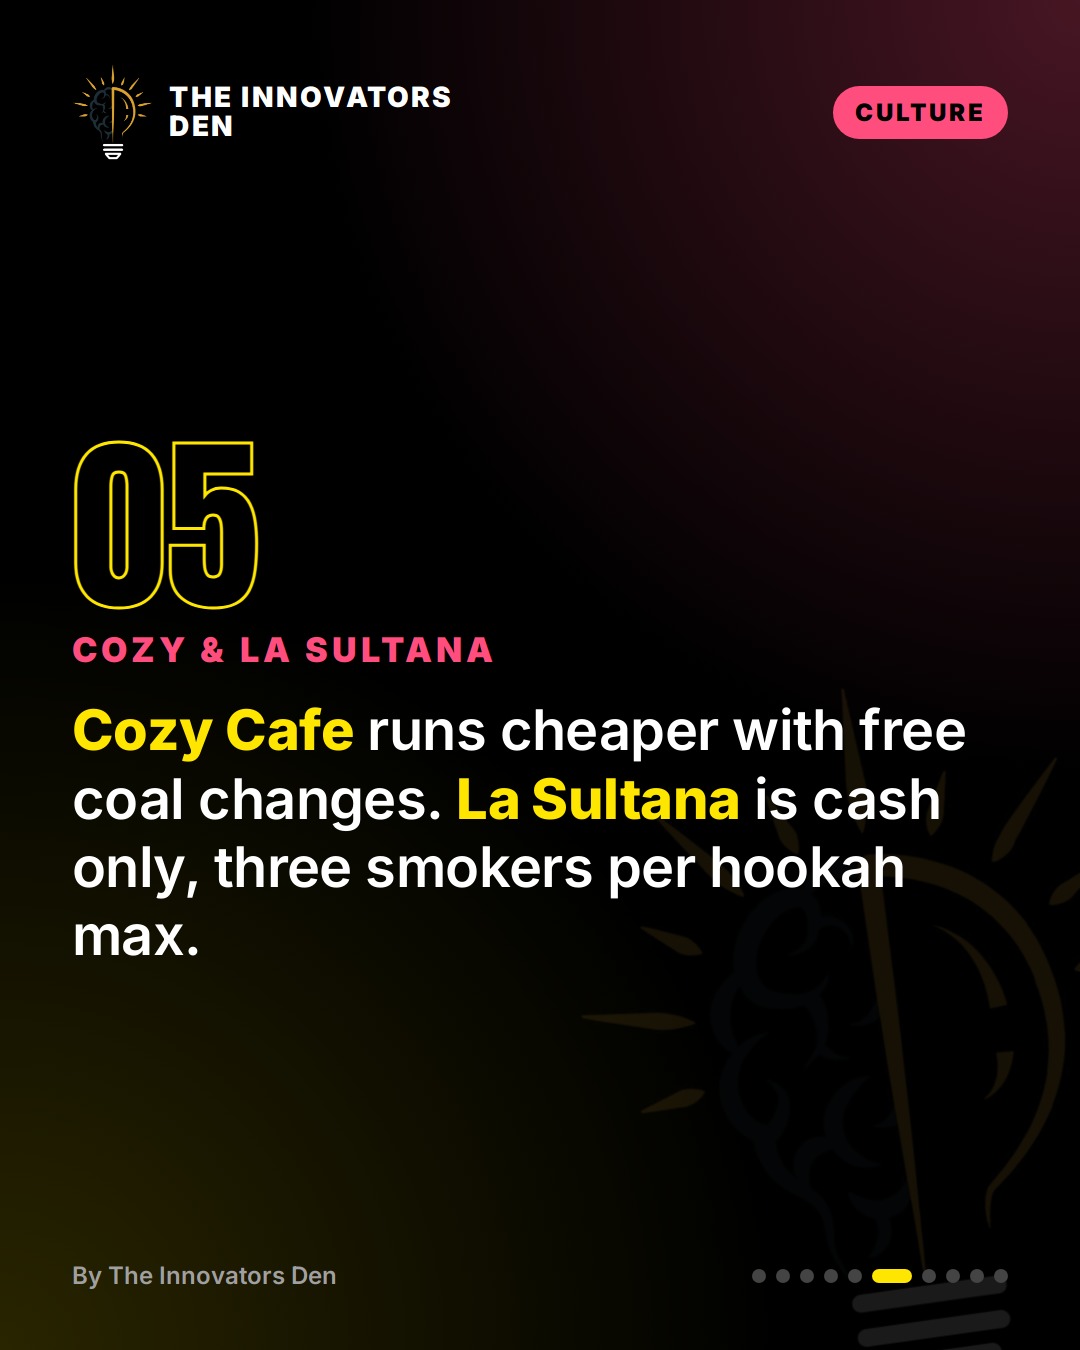 THE INNOVATORS
DEN
CULTURE
05
COZY & LA SULTANA
Cozy Cafe runs cheaper with free
coal changes. La Sultana is cash
only, three smokers per hookah
max.
By The Innovators Den